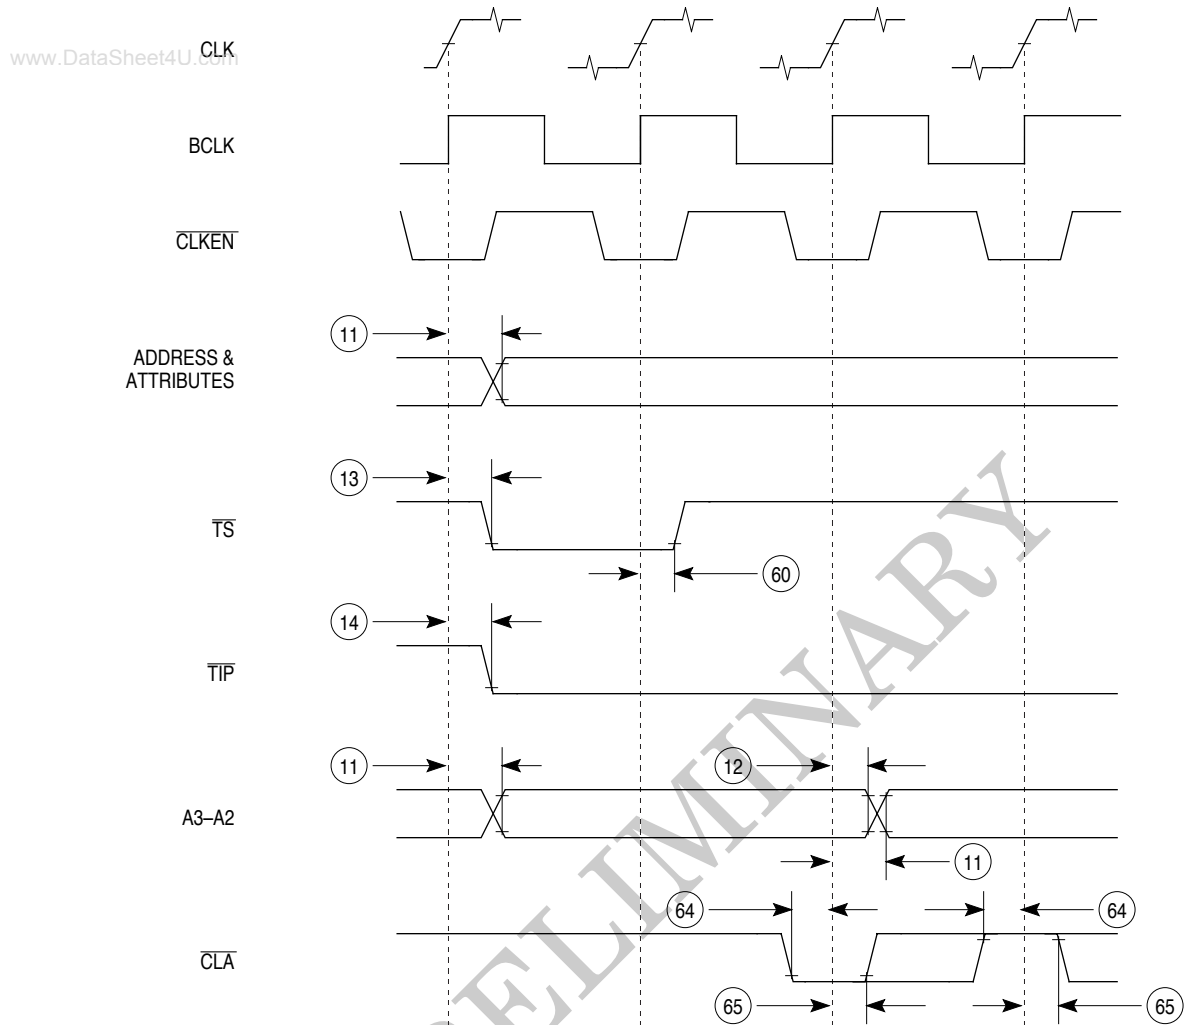 www.DataSheet4U.com
CLK
BCLK
CLKEN
11
ADDRESS &
ATTRIBUTES
13
TS
60
14
TIP
11
12
A3–A2
11
64
64
CLA
65
65
PRELIMINARY